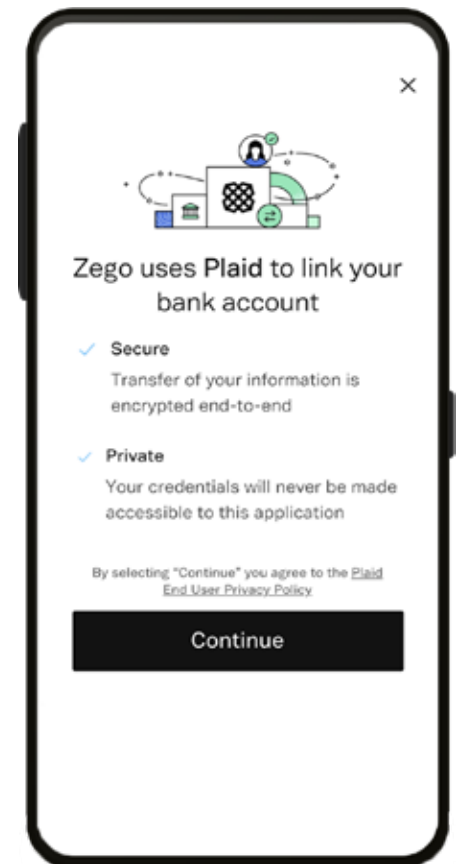 Zego uses Plaid to link your
bank account
Secure
Transfer of your information is
encrypted end-to-end
Private
Your credentials will never be made
accessible to this application
By selecting "Continue" you agree to the Plaid
End User Privacy Policy
Continue